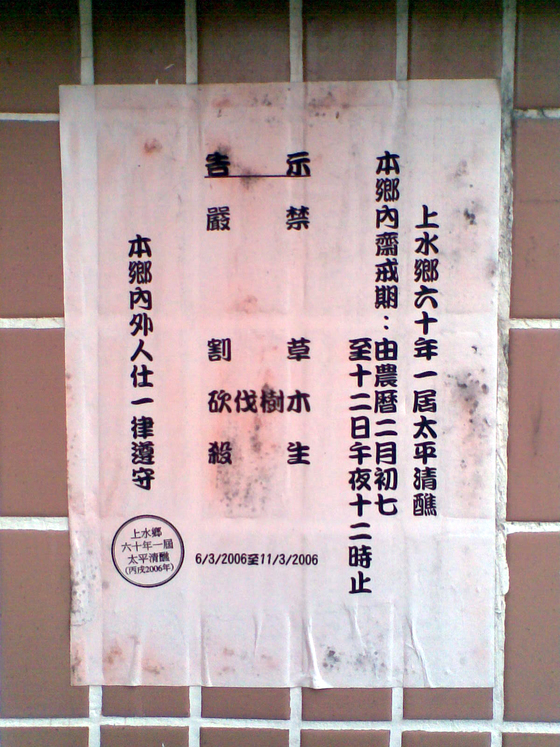 上水鄉六十年一屆太平清醮
本鄉內齋戒期：由農曆二月初七
至十二日午夜十二時止
告示
嚴禁
割草
砍伐樹木
殺生
本鄉內外人仕一律遵守
6/3/2006至11/3/2006
上水鄉
六十年一屆
太平清醮
(丙戌2006年)